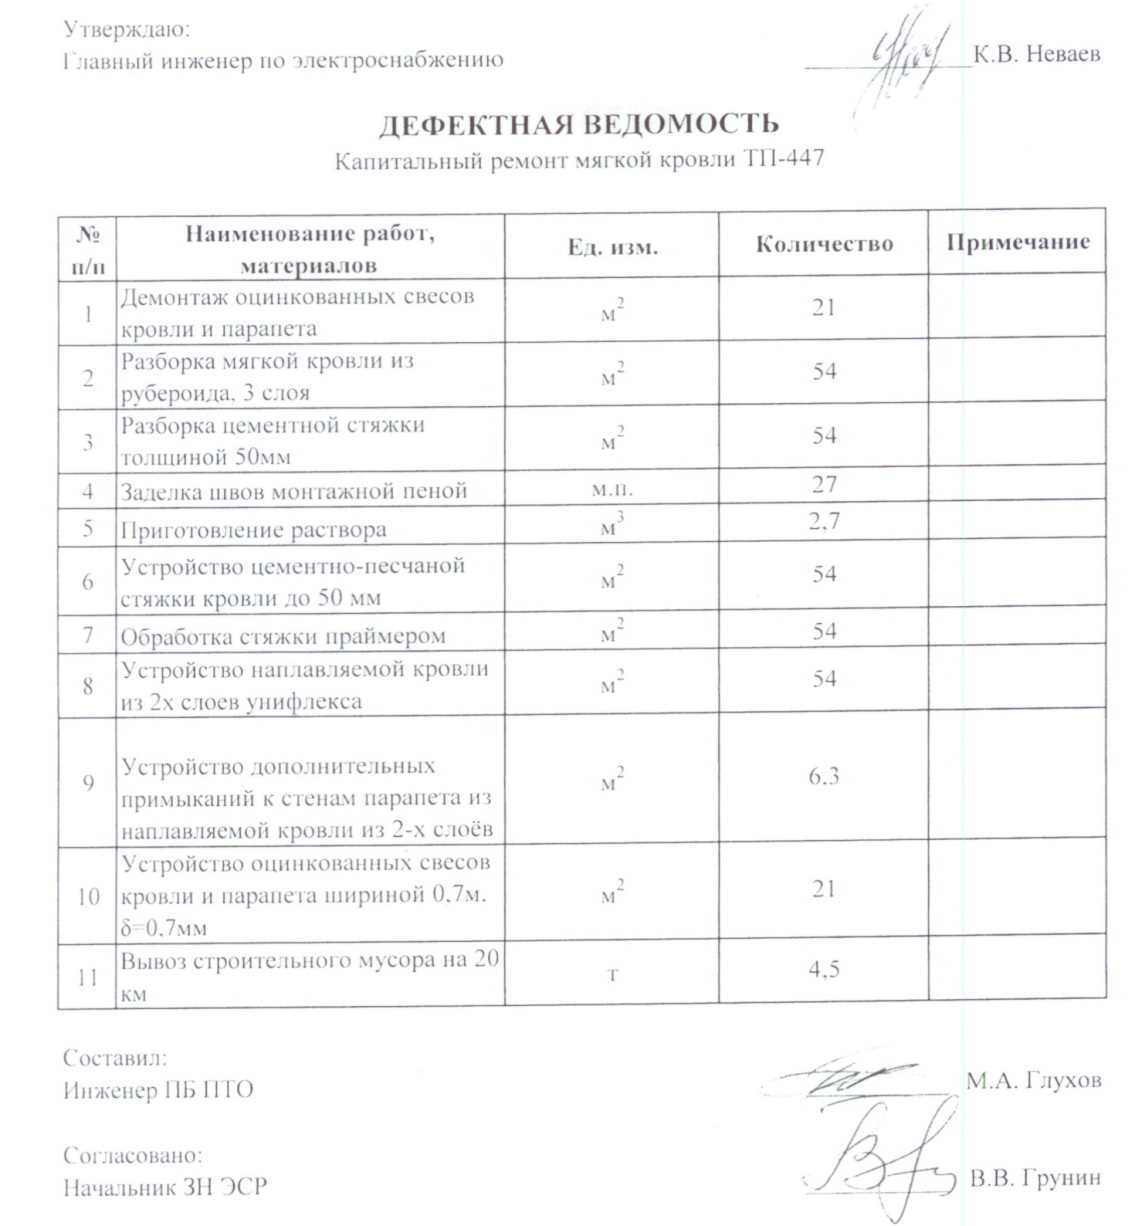 Утверждаю:
Главный инженер по электроснабжению
К.В. Неваев
ДЕФЕКТНАЯ ВЕДОМОСТЬ
Капитальный ремонт мягкой кровли ТП-447
№ п/п
Наименование работ,
материалов
Ед. изм.
Количество
Примечание
1
Демонтаж оцинкованных свесов
кровли и парапета
м²
21
2
Разборка мягкой кровли из
рубероида, 3 слоя
м²
54
3
Разборка цементной стяжки
толщиной 50мм
м²
54
4
Заделка швов монтажной пеной
м.п.
27
5
Приготовление раствора
м³
2,7
6
Устройство цементно-песчаной
стяжки кровли до 50 мм
м²
54
7
Обработка стяжки праймером
м²
54
8
Устройство наплавляемой кровли
из 2х слоев унифлекса
м²
54
9
Устройство дополнительных
примыканий к стенам парапета из
наплавляемой кровли из 2-х слоёв
м²
6,3
10
Устройство оцинкованных свесов
кровли и парапета шириной 0,7м,
δ=0,7мм
м²
21
11
Вывоз строительного мусора на 20
км
т
4,5
Составил:
Инженер ПБ ПТО
М.А. Глухов
Согласовано:
Начальник ЗН ЭСР
В.В. Грунин